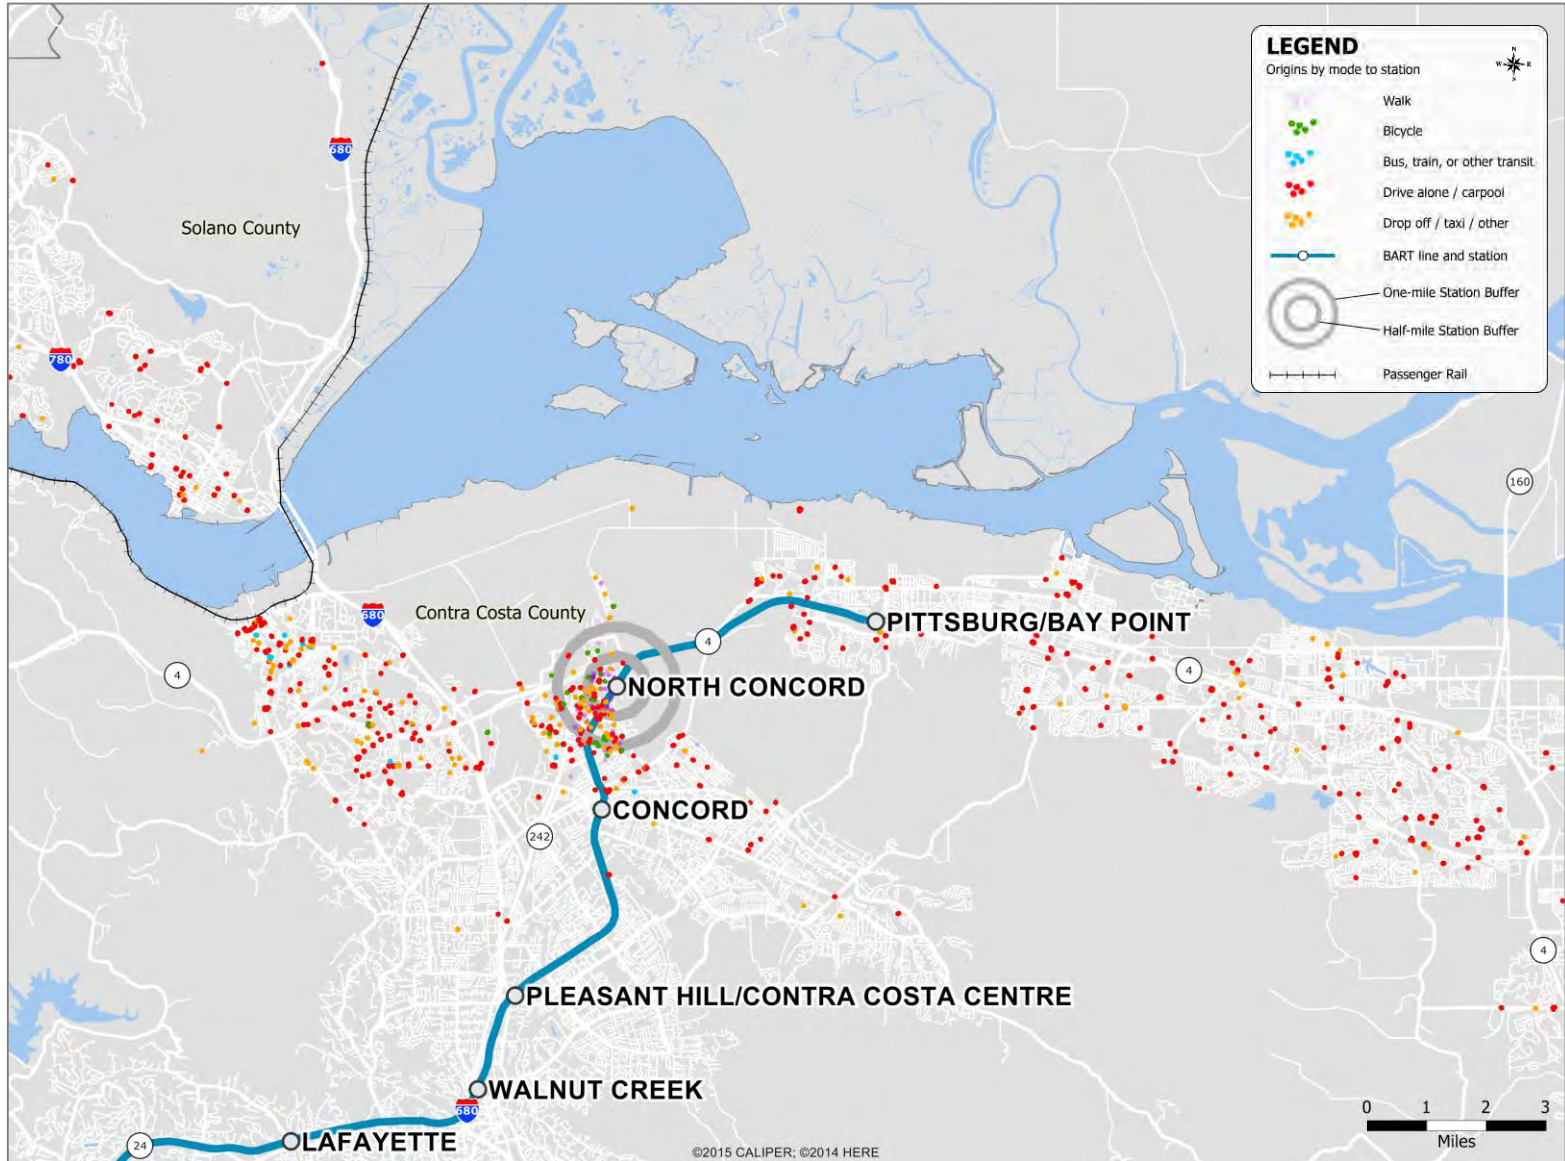 LEGEND
Origins by mode to station
N
W
E
S
Walk
Bicycle
Bus, train, or other transit
Drive alone / carpool
Drop off / taxi / other
BART line and station
One-mile Station Buffer
Half-mile Station Buffer
Passenger Rail
680
Solano County
780
160
680
Contra Costa County
4
4
4
PITTSBURG/BAY POINT
NORTH CONCORD
CONCORD
242
4
PLEASANT HILL/CONTRA COSTA CENTRE
WALNUT CREEK
680
24
LAFAYETTE
0 1 2 3
Miles
©2015 CALIPER; ©2014 HERE